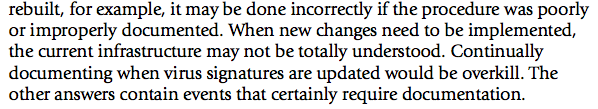 rebuilt, for example, it may be done incorrectly if the procedure was poorly
or improperly documented. When new changes need to be implemented,
the current infrastructure may not be totally understood. Continually
documenting when virus signatures are updated would be overkill. The
other answers contain events that certainly require documentation.